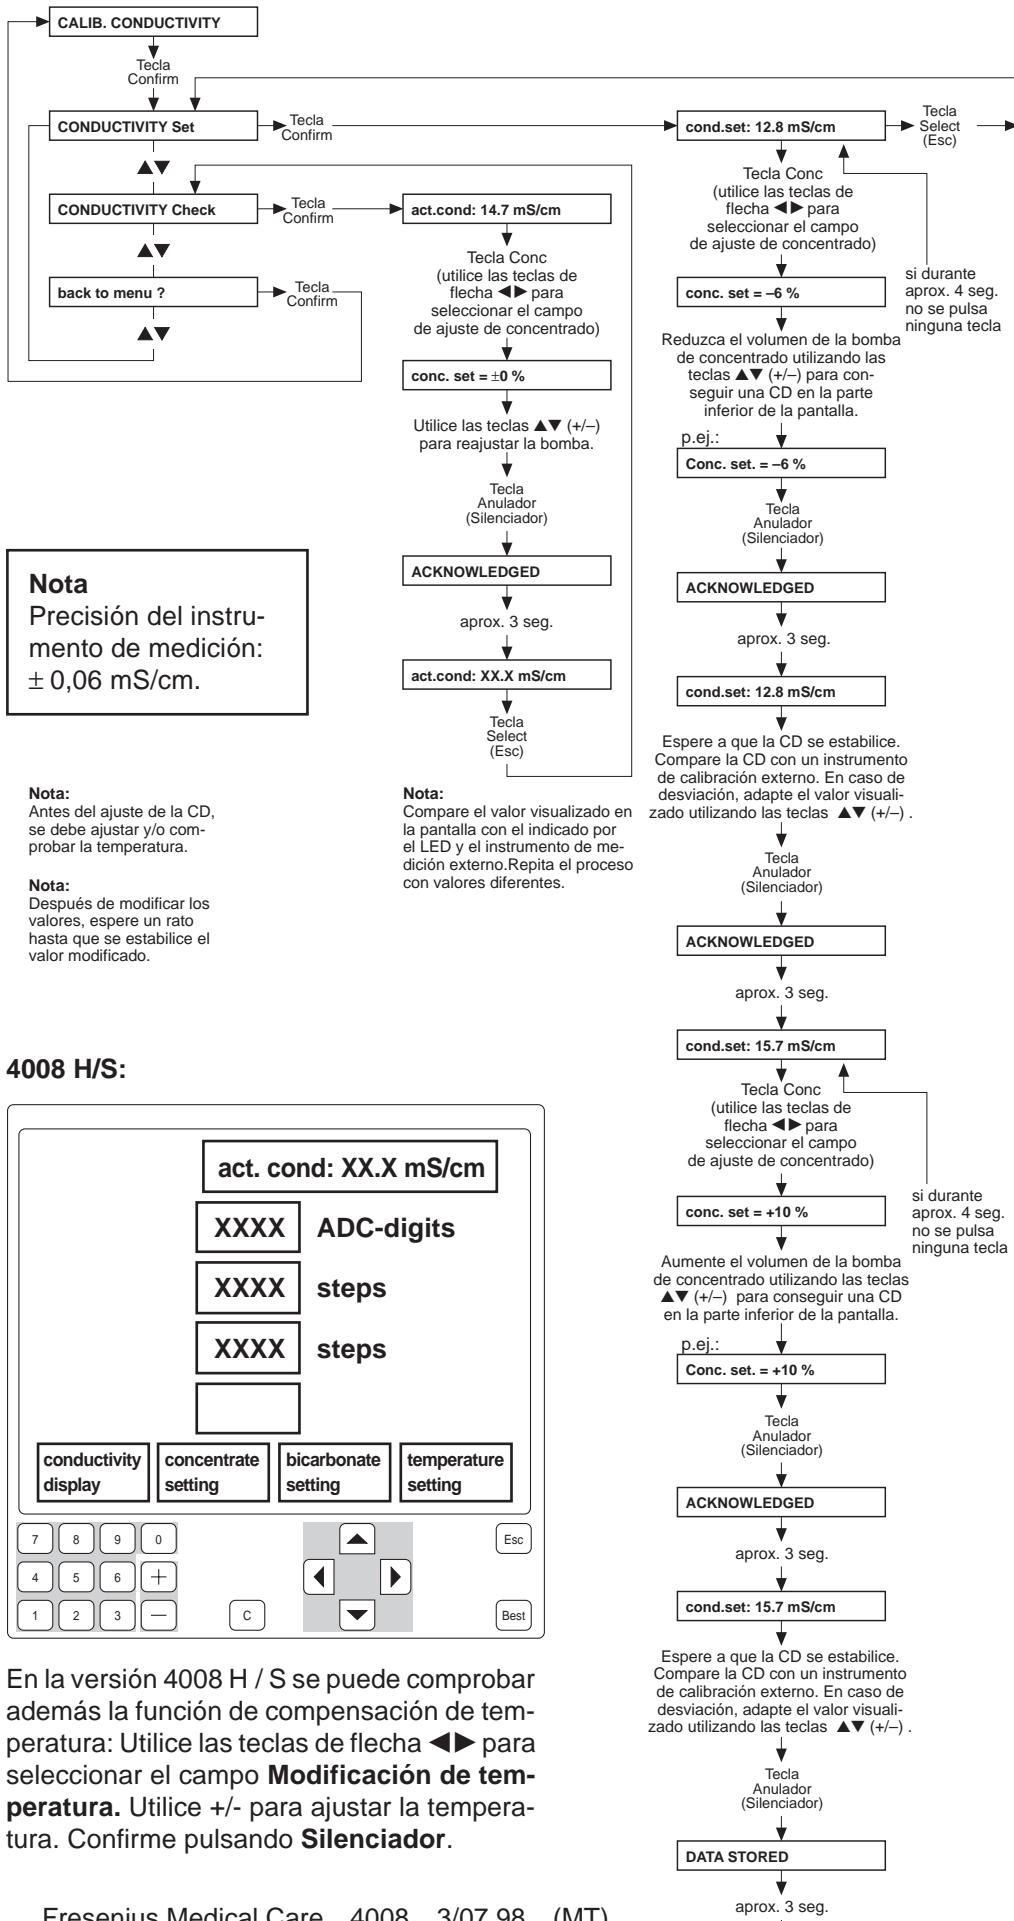 CALIB. CONDUCTIVITY
Tecla
Confirm
CONDUCTIVITY Set
Tecla
Confirm
▲▼
CONDUCTIVITY Check
Tecla
Confirm
▲▼
back to menu ?
Tecla
Confirm
▲▼
act.cond: 14.7 mS/cm
Tecla Conc
(utilice las teclas de
flecha ◀▶ para
seleccionar el campo
de ajuste de concentrado)
conc. set = ±0 %
Utilice las teclas ▲▼ (+/–)
para reajustar la bomba.
Tecla
Anulador
(Silenciador)
ACKNOWLEDGED
aprox. 3 seg.
act.cond: XX.X mS/cm
Tecla
Select
(Esc)
Nota:
Compare el valor visualizado en
la pantalla con el indicado por
el LED y el instrumento de me-
dición externo.Repita el proceso
con valores diferentes.
cond.set: 12.8 mS/cm
Tecla
Select
(Esc)
Tecla Conc
(utilice las teclas de
flecha ◀▶ para
seleccionar el campo
de ajuste de concentrado)
si durante
aprox. 4 seg.
no se pulsa
ninguna tecla
conc. set = –6 %
Reduzca el volumen de la bomba
de concentrado utilizando las
teclas ▲▼ (+/–) para con-
seguir una CD en la parte
inferior de la pantalla.
p.ej.:
Conc. set. = –6 %
Tecla
Anulador
(Silenciador)
ACKNOWLEDGED
aprox. 3 seg.
cond.set: 12.8 mS/cm
Espere a que la CD se estabilice.
Compare la CD con un instrumento
de calibración externo. En caso de
desviación, adapte el valor visuali-
zado utilizando las teclas ▲▼ (+/–) .
Tecla
Anulador
(Silenciador)
ACKNOWLEDGED
aprox. 3 seg.
cond.set: 15.7 mS/cm
Tecla Conc
(utilice las teclas de
flecha ◀▶ para
seleccionar el campo
de ajuste de concentrado)
si durante
aprox. 4 seg.
no se pulsa
ninguna tecla
conc. set = +10 %
Aumente el volumen de la bomba
de concentrado utilizando las teclas
▲▼ (+/–) para conseguir una CD
en la parte inferior de la pantalla.
p.ej.:
Conc. set. = +10 %
Tecla
Anulador
(Silenciador)
ACKNOWLEDGED
aprox. 3 seg.
cond.set: 15.7 mS/cm
Espere a que la CD se estabilice.
Compare la CD con un instrumento
de calibración externo. En caso de
desviación, adapte el valor visuali-
zado utilizando las teclas ▲▼ (+/–) .
Tecla
Anulador
(Silenciador)
DATA STORED
aprox. 3 seg.
Nota
Precisión del instru-
mento de medición:
± 0,06 mS/cm.
Nota:
Antes del ajuste de la CD,
se debe ajustar y/o com-
probar la temperatura.
Nota:
Después de modificar los
valores, espere un rato
hasta que se estabilice el
valor modificado.
4008 H/S:
act. cond: XX.X mS/cm
XXXX ADC-digits
XXXX steps
XXXX steps
conductivity concentrate bicarbonate temperature
display setting setting setting
7 8 9 0 ▲ Esc
4 5 6 + ◀ ▶
1 2 3 — C ▼ Best
En la versión 4008 H / S se puede comprobar
además la función de compensación de tem-
peratura: Utilice las teclas de flecha ◀▶ para
seleccionar el campo Modificación de tem-
peratura. Utilice +/- para ajustar la tempera-
tura. Confirme pulsando Silenciador.
Fresenius Medical Care 4008 3/07.98 (MT)